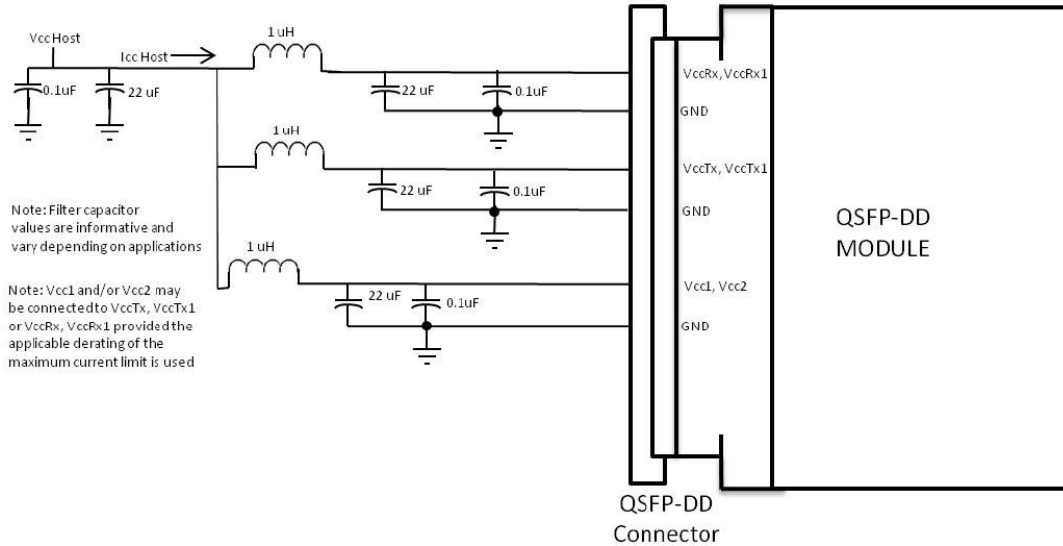 Vcc Host
Icc Host
1 uH
0.1uF
22 uF
22 uF
0.1uF
VccRx, VccRx1
GND
1 uH
22 uF
0.1uF
VccTx, VccTx1
GND
Note: Filter capacitor
values are informative and
vary depending on applications
1 uH
22 uF
0.1uF
Vcc1, Vcc2
GND
Note: Vcc1 and/or Vcc2 may
be connected to VccTx, VccTx1
or VccRx, VccRx1 provided the
applicable derating of the
maximum current limit is used
QSFP-DD
MODULE
QSFP-DD
Connector